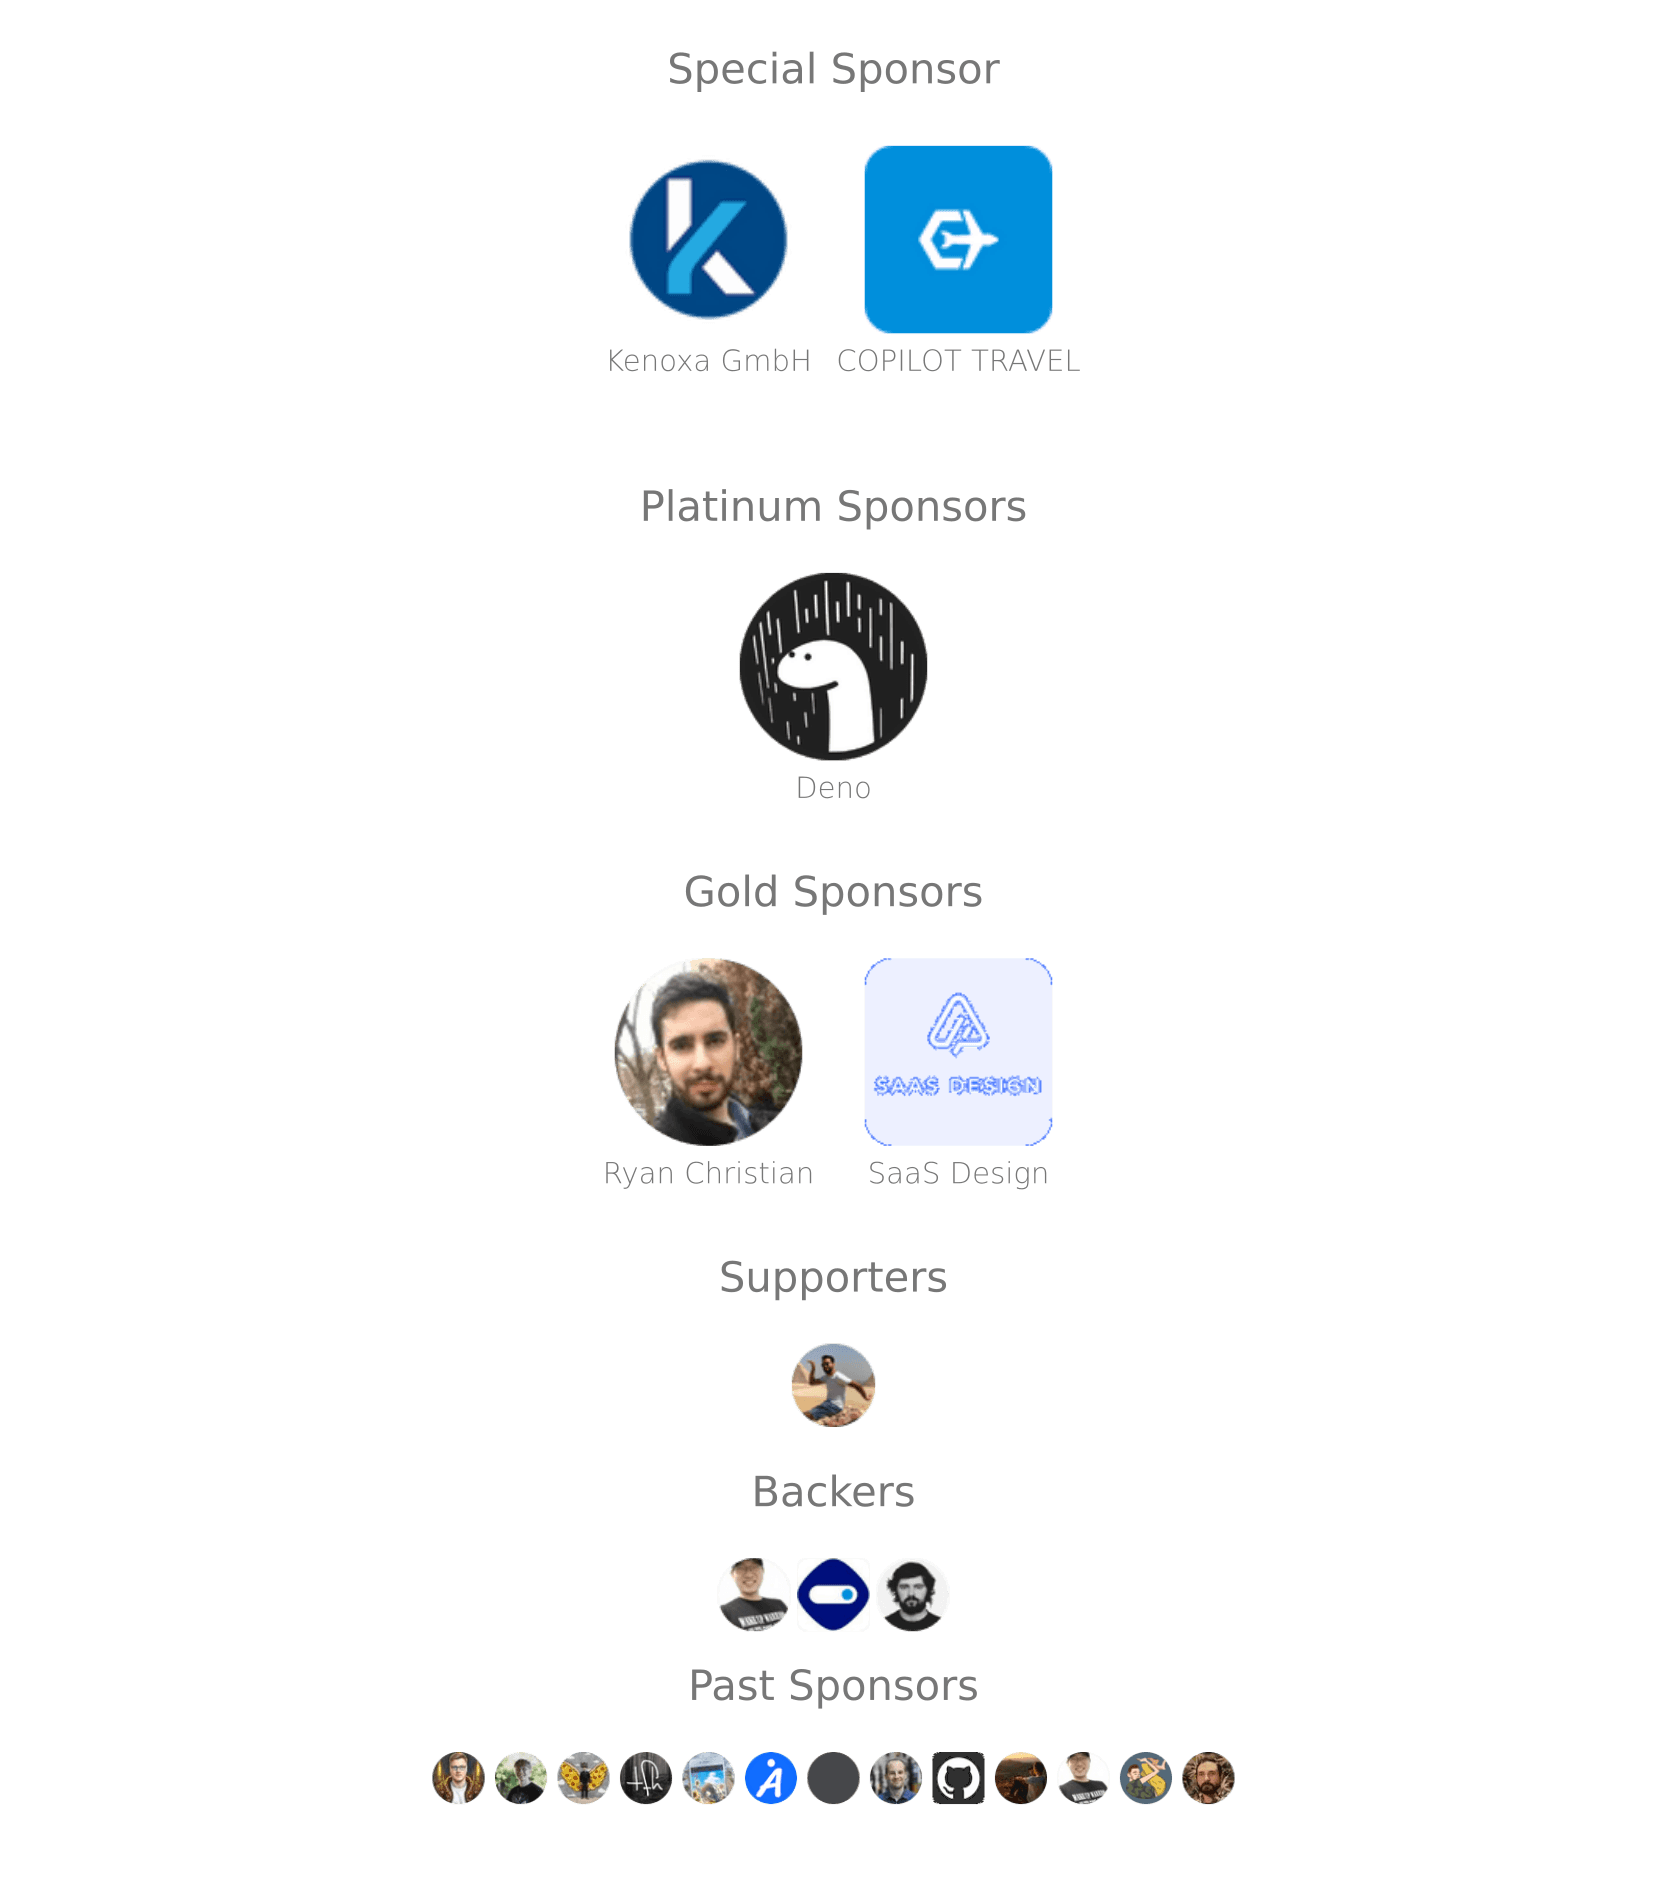 Special Sponsor
Kenoxa GmbH COPILOT TRAVEL
Platinum Sponsors
Deno
Gold Sponsors
SAAS DESIGN
Ryan Christian SaaS Design
Supporters
Backers
Past Sponsors